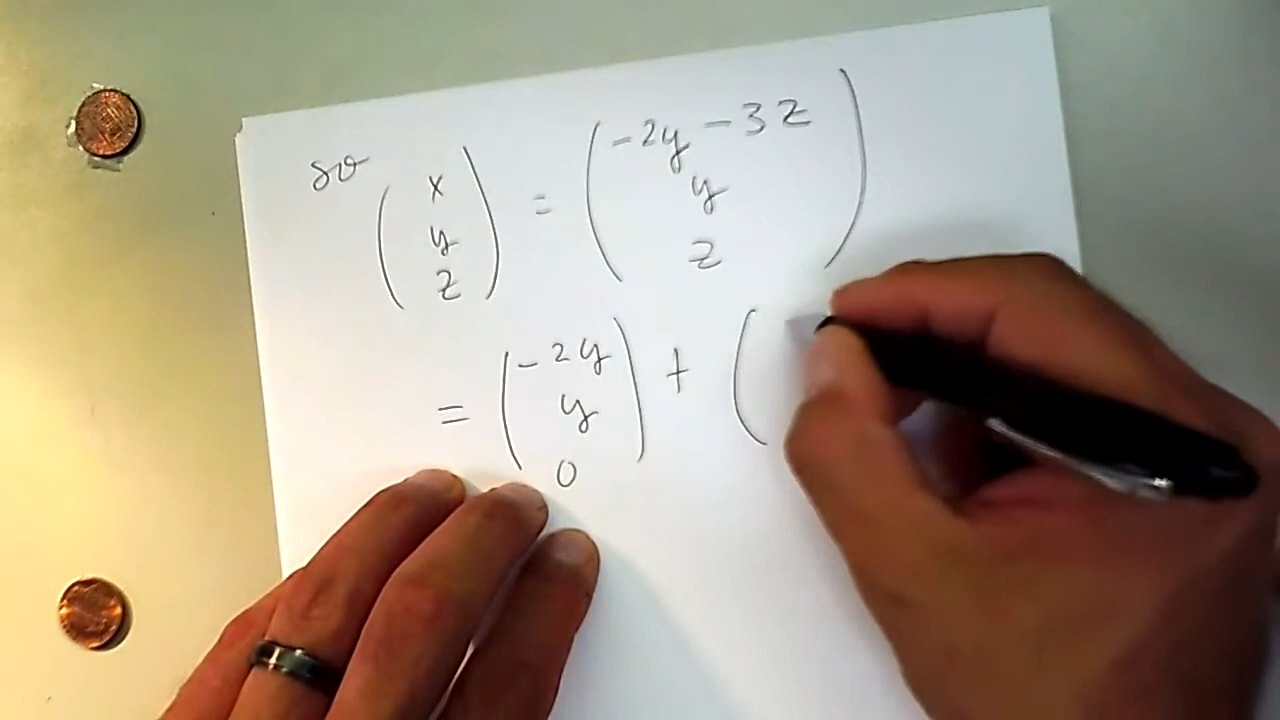 so ( x y z ) = ( -2y - 3z y z )
= ( -2y y 0 ) + (